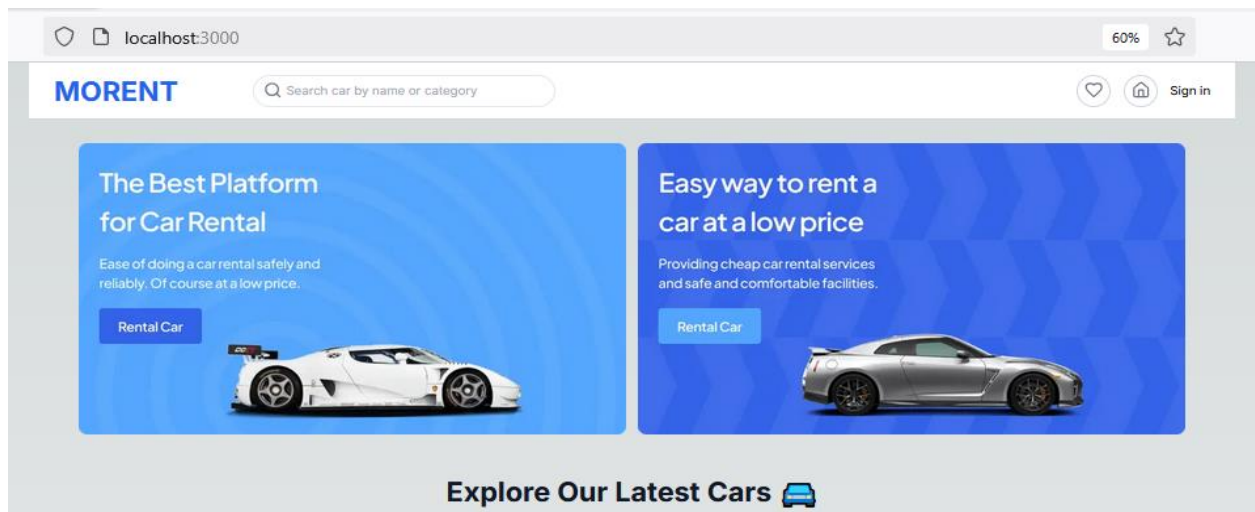 localhost:3000
60%
MORENT
Search car by name or category
Sign in
The Best Platform
for Car Rental
Ease of doing a car rental safely and
reliably. Of course at a low price.
Rental Car
Easy way to rent a
car at a low price
Providing cheap car rental services
and safe and comfortable facilities.
Rental Car
Explore Our Latest Cars 🚘